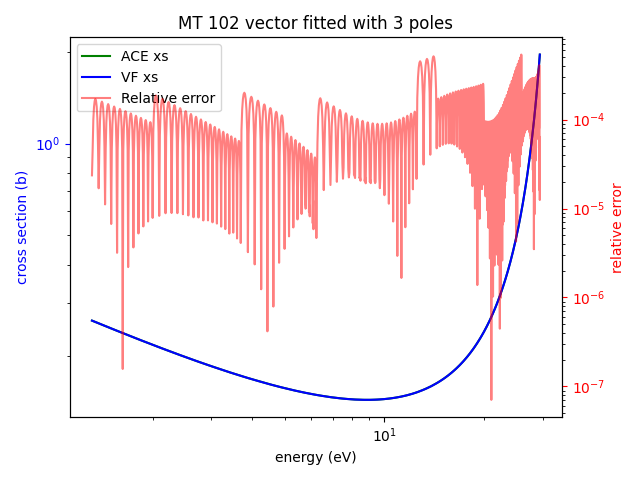 MT 102 vector fitted with 3 poles
ACE xs
VF xs
Relative error
cross section (b)
10^0
10^1
energy (eV)
10^-4
10^-5
10^-6
10^-7
relative error